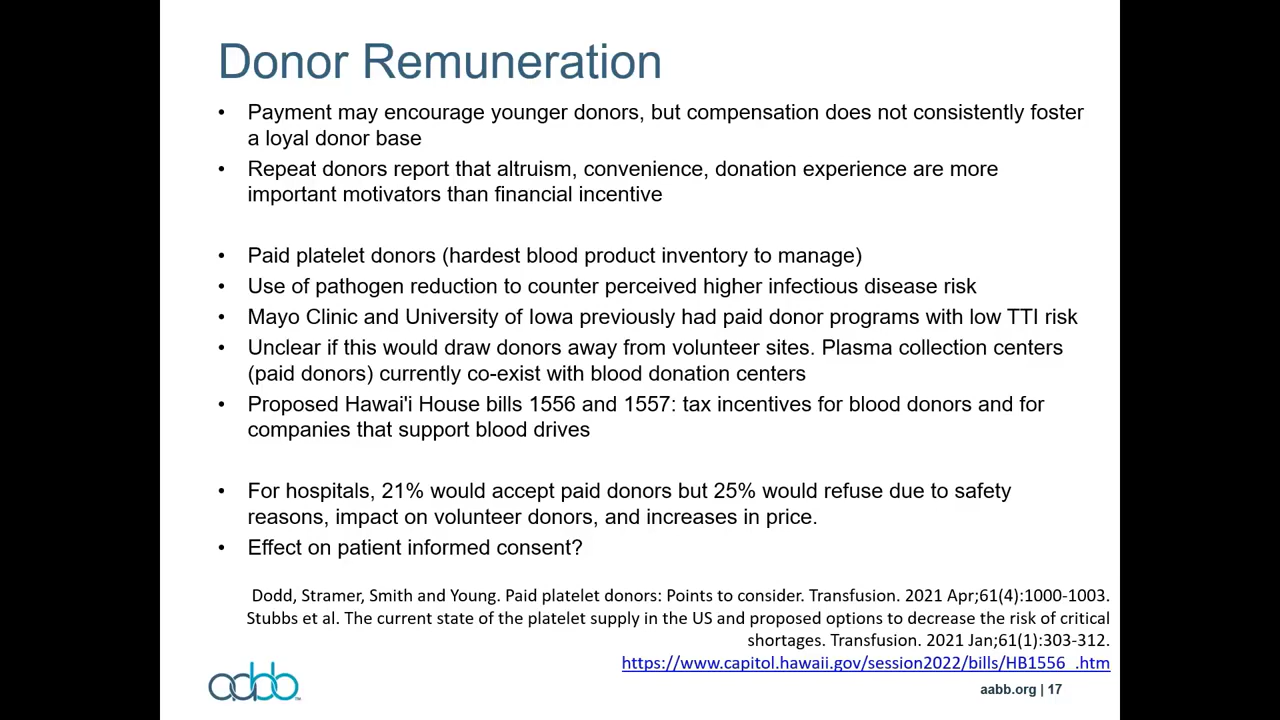 Donor Remuneration
• Payment may encourage younger donors, but compensation does not consistently foster
a loyal donor base
• Repeat donors report that altruism, convenience, donation experience are more
important motivators than financial incentive
• Paid platelet donors (hardest blood product inventory to manage)
• Use of pathogen reduction to counter perceived higher infectious disease risk
• Mayo Clinic and University of Iowa previously had paid donor programs with low TTI risk
• Unclear if this would draw donors away from volunteer sites. Plasma collection centers
(paid donors) currently co-exist with blood donation centers
• Proposed Hawai'i House bills 1556 and 1557: tax incentives for blood donors and for
companies that support blood drives
• For hospitals, 21% would accept paid donors but 25% would refuse due to safety
reasons, impact on volunteer donors, and increases in price.
• Effect on patient informed consent?
Dodd, Stramer, Smith and Young. Paid platelet donors: Points to consider. Transfusion. 2021 Apr;61(4):1000-1003.
Stubbs et al. The current state of the platelet supply in the US and proposed options to decrease the risk of critical
shortages. Transfusion. 2021 Jan;61(1):303-312.
https://www.capitol.hawaii.gov/session2022/bills/HB1556_.htm
aabb
aabb.org | 17